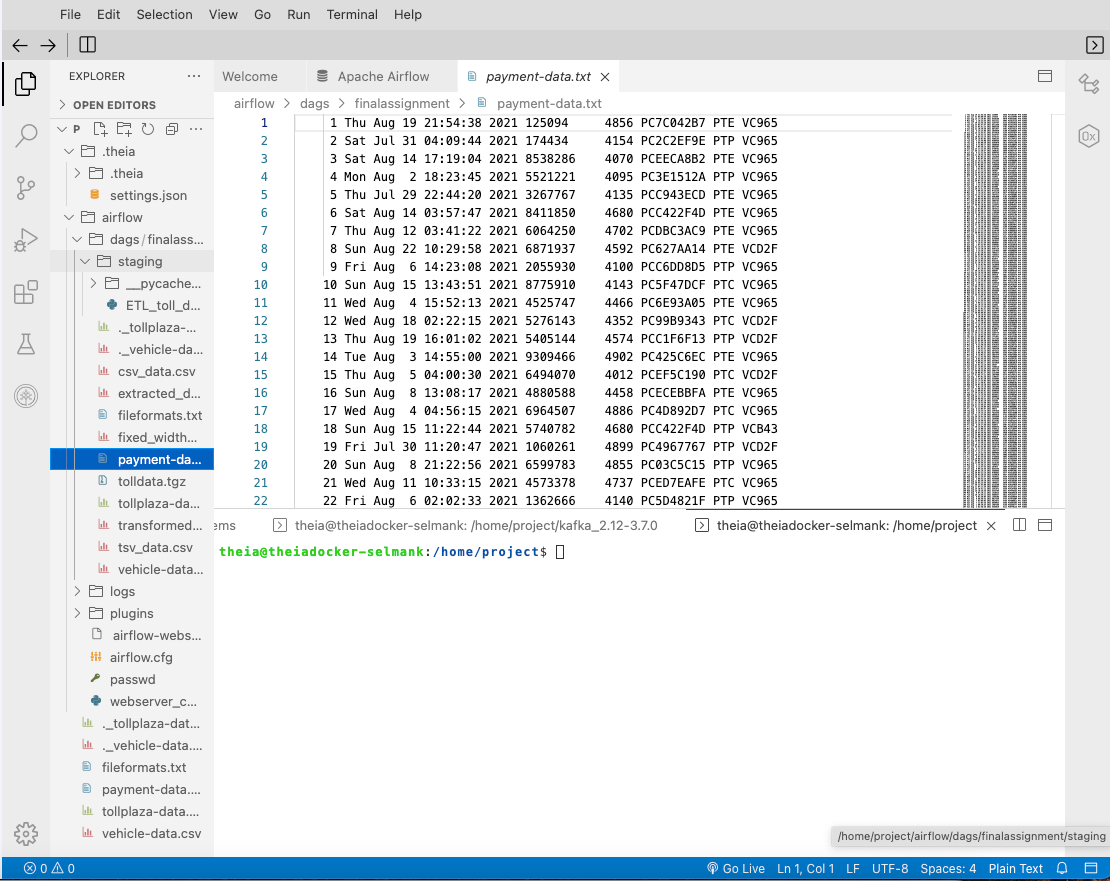 File Edit Selection View Go Run Terminal Help
EXPLORER ...
OPEN EDITORS
P ...
.theia
.theia
settings.json
airflow
dags/finalass...
staging
__pycache...
ETL_toll_d...
._tollplaza-...
._vehicle-da...
csv_data.csv
extracted_d...
fileformats.txt
fixed_width...
payment-da...
tolldata.tgz
tollplaza-da...
transformed...
tsv_data.csv
vehicle-data...
logs
plugins
airflow-webs...
airflow.cfg
passwd
webserver_c...
._tollplaza-dat...
._vehicle-data....
fileformats.txt
payment-data....
tollplaza-data....
vehicle-data.csv
Welcome Apache Airflow payment-data.txt
airflow > dags > finalassignment > payment-data.txt
1 1 Thu Aug 19 21:54:38 2021 125094 4856 PC7C042B7 PTE VC965
2 2 Sat Jul 31 04:09:44 2021 174434 4154 PC2C2EF9E PTP VC965
3 3 Sat Aug 14 17:19:04 2021 8538286 4070 PCEECA8B2 PTE VC965
4 4 Mon Aug 2 18:23:45 2021 5521221 4095 PC3E1512A PTP VC965
5 5 Thu Jul 29 22:44:20 2021 3267767 4135 PCC943ECD PTE VC965
6 6 Sat Aug 14 03:57:47 2021 8411850 4680 PCC422F4D PTE VC965
7 7 Thu Aug 12 03:41:22 2021 6064250 4702 PCDBC3AC9 PTE VC965
8 8 Sun Aug 22 10:29:58 2021 6871937 4592 PC627AA14 PTE VCD2F
9 9 Fri Aug 6 14:23:08 2021 2055930 4100 PCC6DD8D5 PTP VC965
10 10 Sun Aug 15 13:43:51 2021 8775910 4143 PC5F47DCF PTC VC965
11 11 Wed Aug 4 15:52:13 2021 4525747 4466 PC6E93A05 PTE VC965
12 12 Wed Aug 18 02:22:15 2021 5276143 4352 PC99B9343 PTC VCD2F
13 13 Thu Aug 19 16:01:02 2021 5405144 4574 PCC1F6F13 PTP VCD2F
14 14 Tue Aug 3 14:55:00 2021 9309466 4902 PC425C6EC PTE VC965
15 15 Thu Aug 5 04:00:30 2021 6494070 4012 PCEF5C190 PTC VCD2F
16 16 Sun Aug 8 13:08:17 2021 4880588 4458 PCECEBBFA PTE VC965
17 17 Wed Aug 4 04:56:15 2021 6964507 4886 PC4D892D7 PTC VC965
18 18 Sun Aug 15 11:22:44 2021 5740782 4680 PCC422F4D PTP VCB43
19 19 Fri Jul 30 11:20:47 2021 1060261 4899 PC4967767 PTP VCD2F
20 20 Sun Aug 8 21:22:56 2021 6599783 4855 PC03C5C15 PTP VC965
21 21 Wed Aug 11 10:33:15 2021 4573378 4737 PCED7EAFE PTC VC965
22 22 Fri Aug 6 02:02:33 2021 1362666 4140 PC5D4821F PTP VC965
ems theia@theiadocker-selmank: /home/project/kafka_2.12-3.7.0 theia@theiadocker-selmank: /home/project
theia@theiadocker-selmank:/home/project$
0x
/home/project/airflow/dags/finalassignment/staging
0 0 Go Live Ln 1, Col 1 LF UTF-8 Spaces: 4 Plain Text